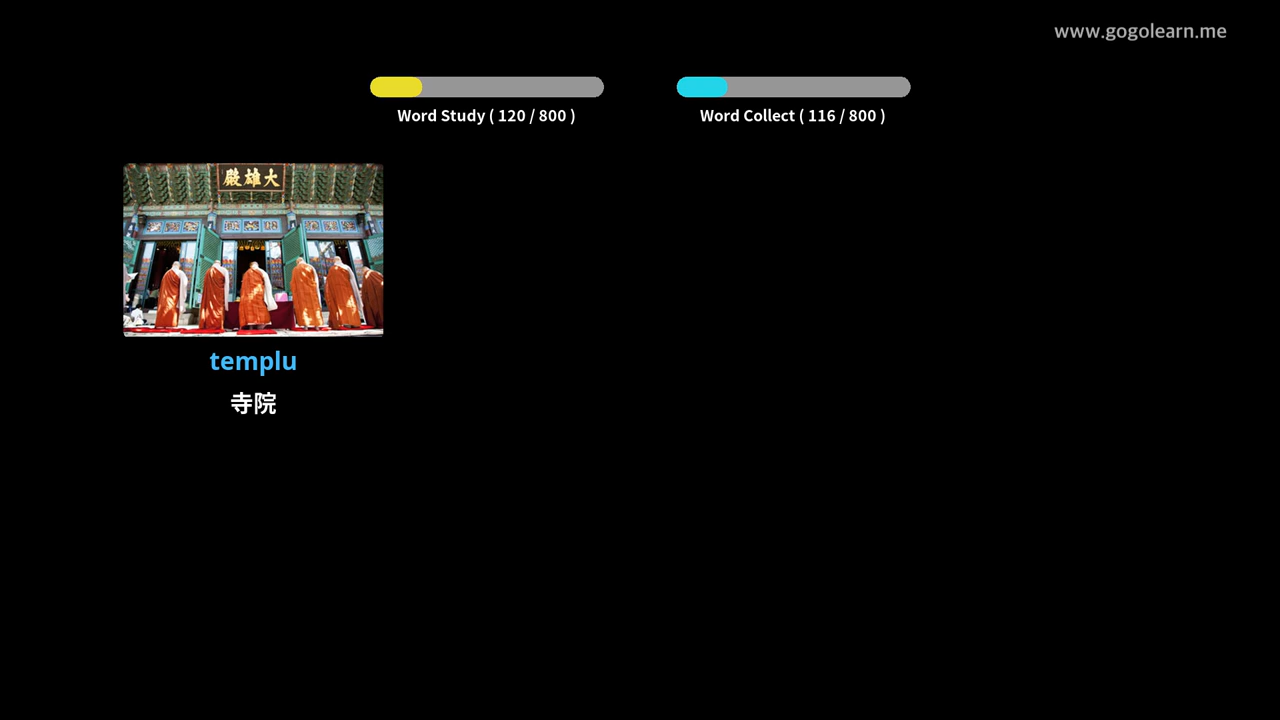 www.gogolearn.me
Word Study ( 120 / 800 )
Word Collect ( 116 / 800 )
殿雄大
templu
寺院